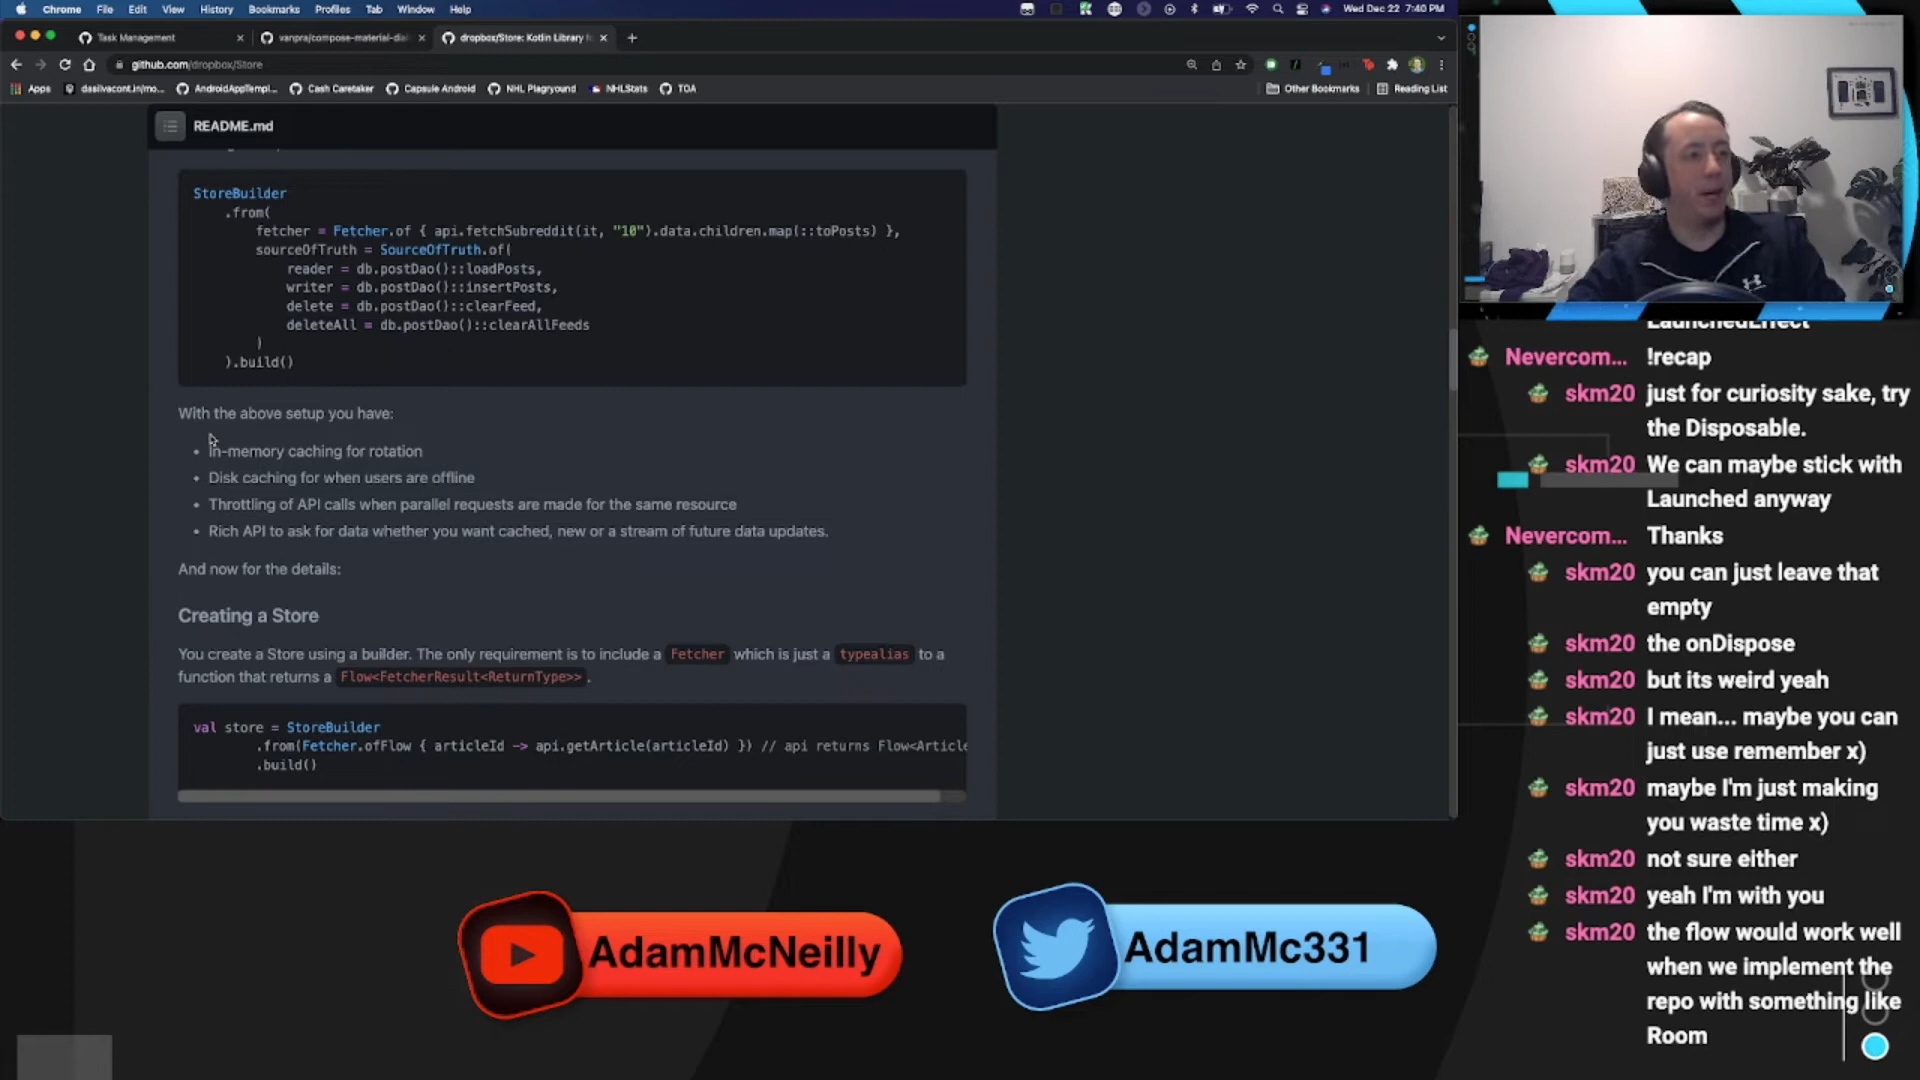 Chrome File Edit View History Bookmarks Profiles Tab Window Help
Wed Dec 22 7:40 PM
Task Management
vanpra/compose-material-dia
dropbox/Store: Kotlin Library f
github.com/dropbox/Store
Apps
dasilvacont.in/mo...
AndroidAppTempl...
Cash Caretaker
Capsule Android
NHL Playground
NHLStats
TOA
Other Bookmarks
Reading List
README.md
StoreBuilder
.from(
fetcher = Fetcher.of { api.fetchSubreddit(it, "10").data.children.map(::toPosts) },
sourceOfTruth = SourceOfTruth.of(
reader = db.postDao()::loadPosts,
writer = db.postDao()::insertPosts,
delete = db.postDao()::clearFeed,
deleteAll = db.postDao()::clearAllFeeds
)
).build()
With the above setup you have:
• In-memory caching for rotation
• Disk caching for when users are offline
• Throttling of API calls when parallel requests are made for the same resource
• Rich API to ask for data whether you want cached, new or a stream of future data updates.
And now for the details:
Creating a Store
You create a Store using a builder. The only requirement is to include a Fetcher which is just a typealias to a
function that returns a Flow<FetcherResult<ReturnType>> .
val store = StoreBuilder
.from(Fetcher.ofFlow { articleId -> api.getArticle(articleId) }) // api returns Flow<Article
.build()
LaunchedEffect
Nevercom... !recap
skm20 just for curiosity sake, try
the Disposable.
skm20 We can maybe stick with
Launched anyway
Nevercom... Thanks
skm20 you can just leave that
empty
skm20 the onDispose
skm20 but its weird yeah
skm20 I mean... maybe you can
just use remember x)
skm20 maybe I'm just making
you waste time x)
skm20 not sure either
skm20 yeah I'm with you
skm20 the flow would work well
when we implement the
repo with something like
Room
AdamMcNeilly
AdamMc331